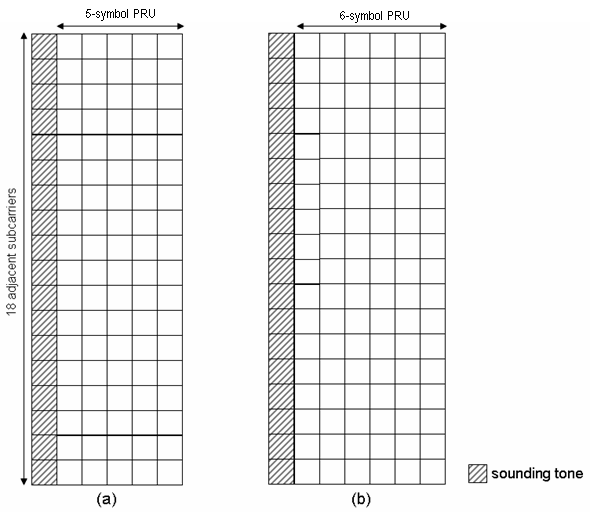 5-symbol PRU
6-symbol PRU
18 adjacent subcarriers
sounding tone
(a)
(b)